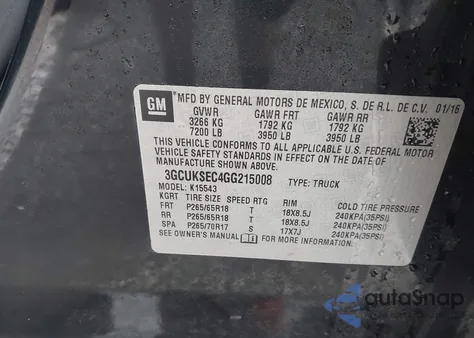 GM
MFD BY GENERAL MOTORS DE MEXICO, S. DE R.L. DE C.V. 01/16
GVWR GAWR FRT GAWR RR
3266 KG 1792 KG 1792 KG
7200 LB 3950 LB 3950 LB
THIS VEHICLE CONFORMS TO ALL APPLICABLE U.S. FEDERAL MOTOR
VEHICLE SAFETY STANDARDS IN EFFECT ON THE DATE OF
MANUFACTURE SHOWN ABOVE.
3GCUKSEC4GG215008 TYPE: TRUCK
MODEL: K15543
KGRT TIRE SIZE SPEED RTG RIM COLD TIRE PRESSURE
FRT P265/65R18 T 18X8.5J 240KPA(35PSI)
RR P265/65R18 T 18X8.5J 240KPA(35PSI)
SPA P265/70R17 S 17X7J 240KPA(35PSI)
SEE OWNER'S MANUAL FOR MORE INFORMATION.
autoSnap